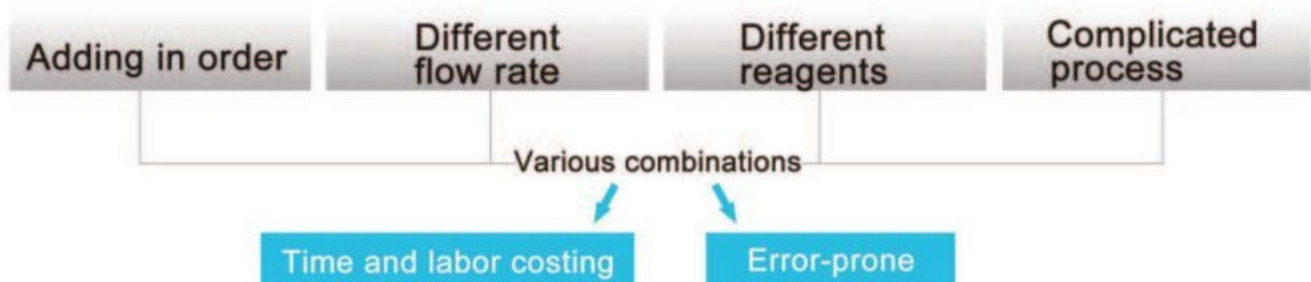 Adding in order
Different
flow rate
Different
reagents
Complicated
process
Various combinations
Time and labor costing
Error-prone